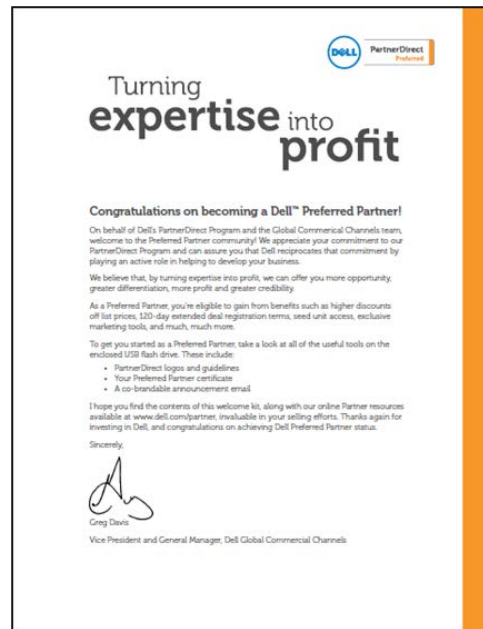 DELL PartnerDirect
Preferred
Turning
expertise into
profit
Congratulations on becoming a Dell™ Preferred Partner!
On behalf of Dell's PartnerDirect Program and the Global Commerical Channels team,
welcome to the Preferred Partner community! We appreciate your commitment to our
PartnerDirect Program and can assure you that Dell reciprocates that commitment by
playing an active role in helping to develop your business.
We believe that, by turning expertise into profit, we can offer you more opportunity,
greater differentiation, more profit and greater credibility.
As a Preferred Partner, you're eligible to gain from benefits such as higher discounts
off list prices, 120-day extended deal registration terms, seed unit access, exclusive
marketing tools, and much, much more.
To get you started as a Preferred Partner, take a look at all of the useful tools on the
enclosed USB flash drive. These include:
• PartnerDirect logos and guidelines
• Your Preferred Partner certificate
• A co-brandable announcement email
I hope you find the contents of this welcome kit, along with our online Partner resources
available at www.dell.com/partner, invaluable in your selling efforts. Thanks again for
investing in Dell, and congratulations on achieving Dell Preferred Partner status.
Sincerely,
Greg Davis
Vice President and General Manager, Dell Global Commercial Channels